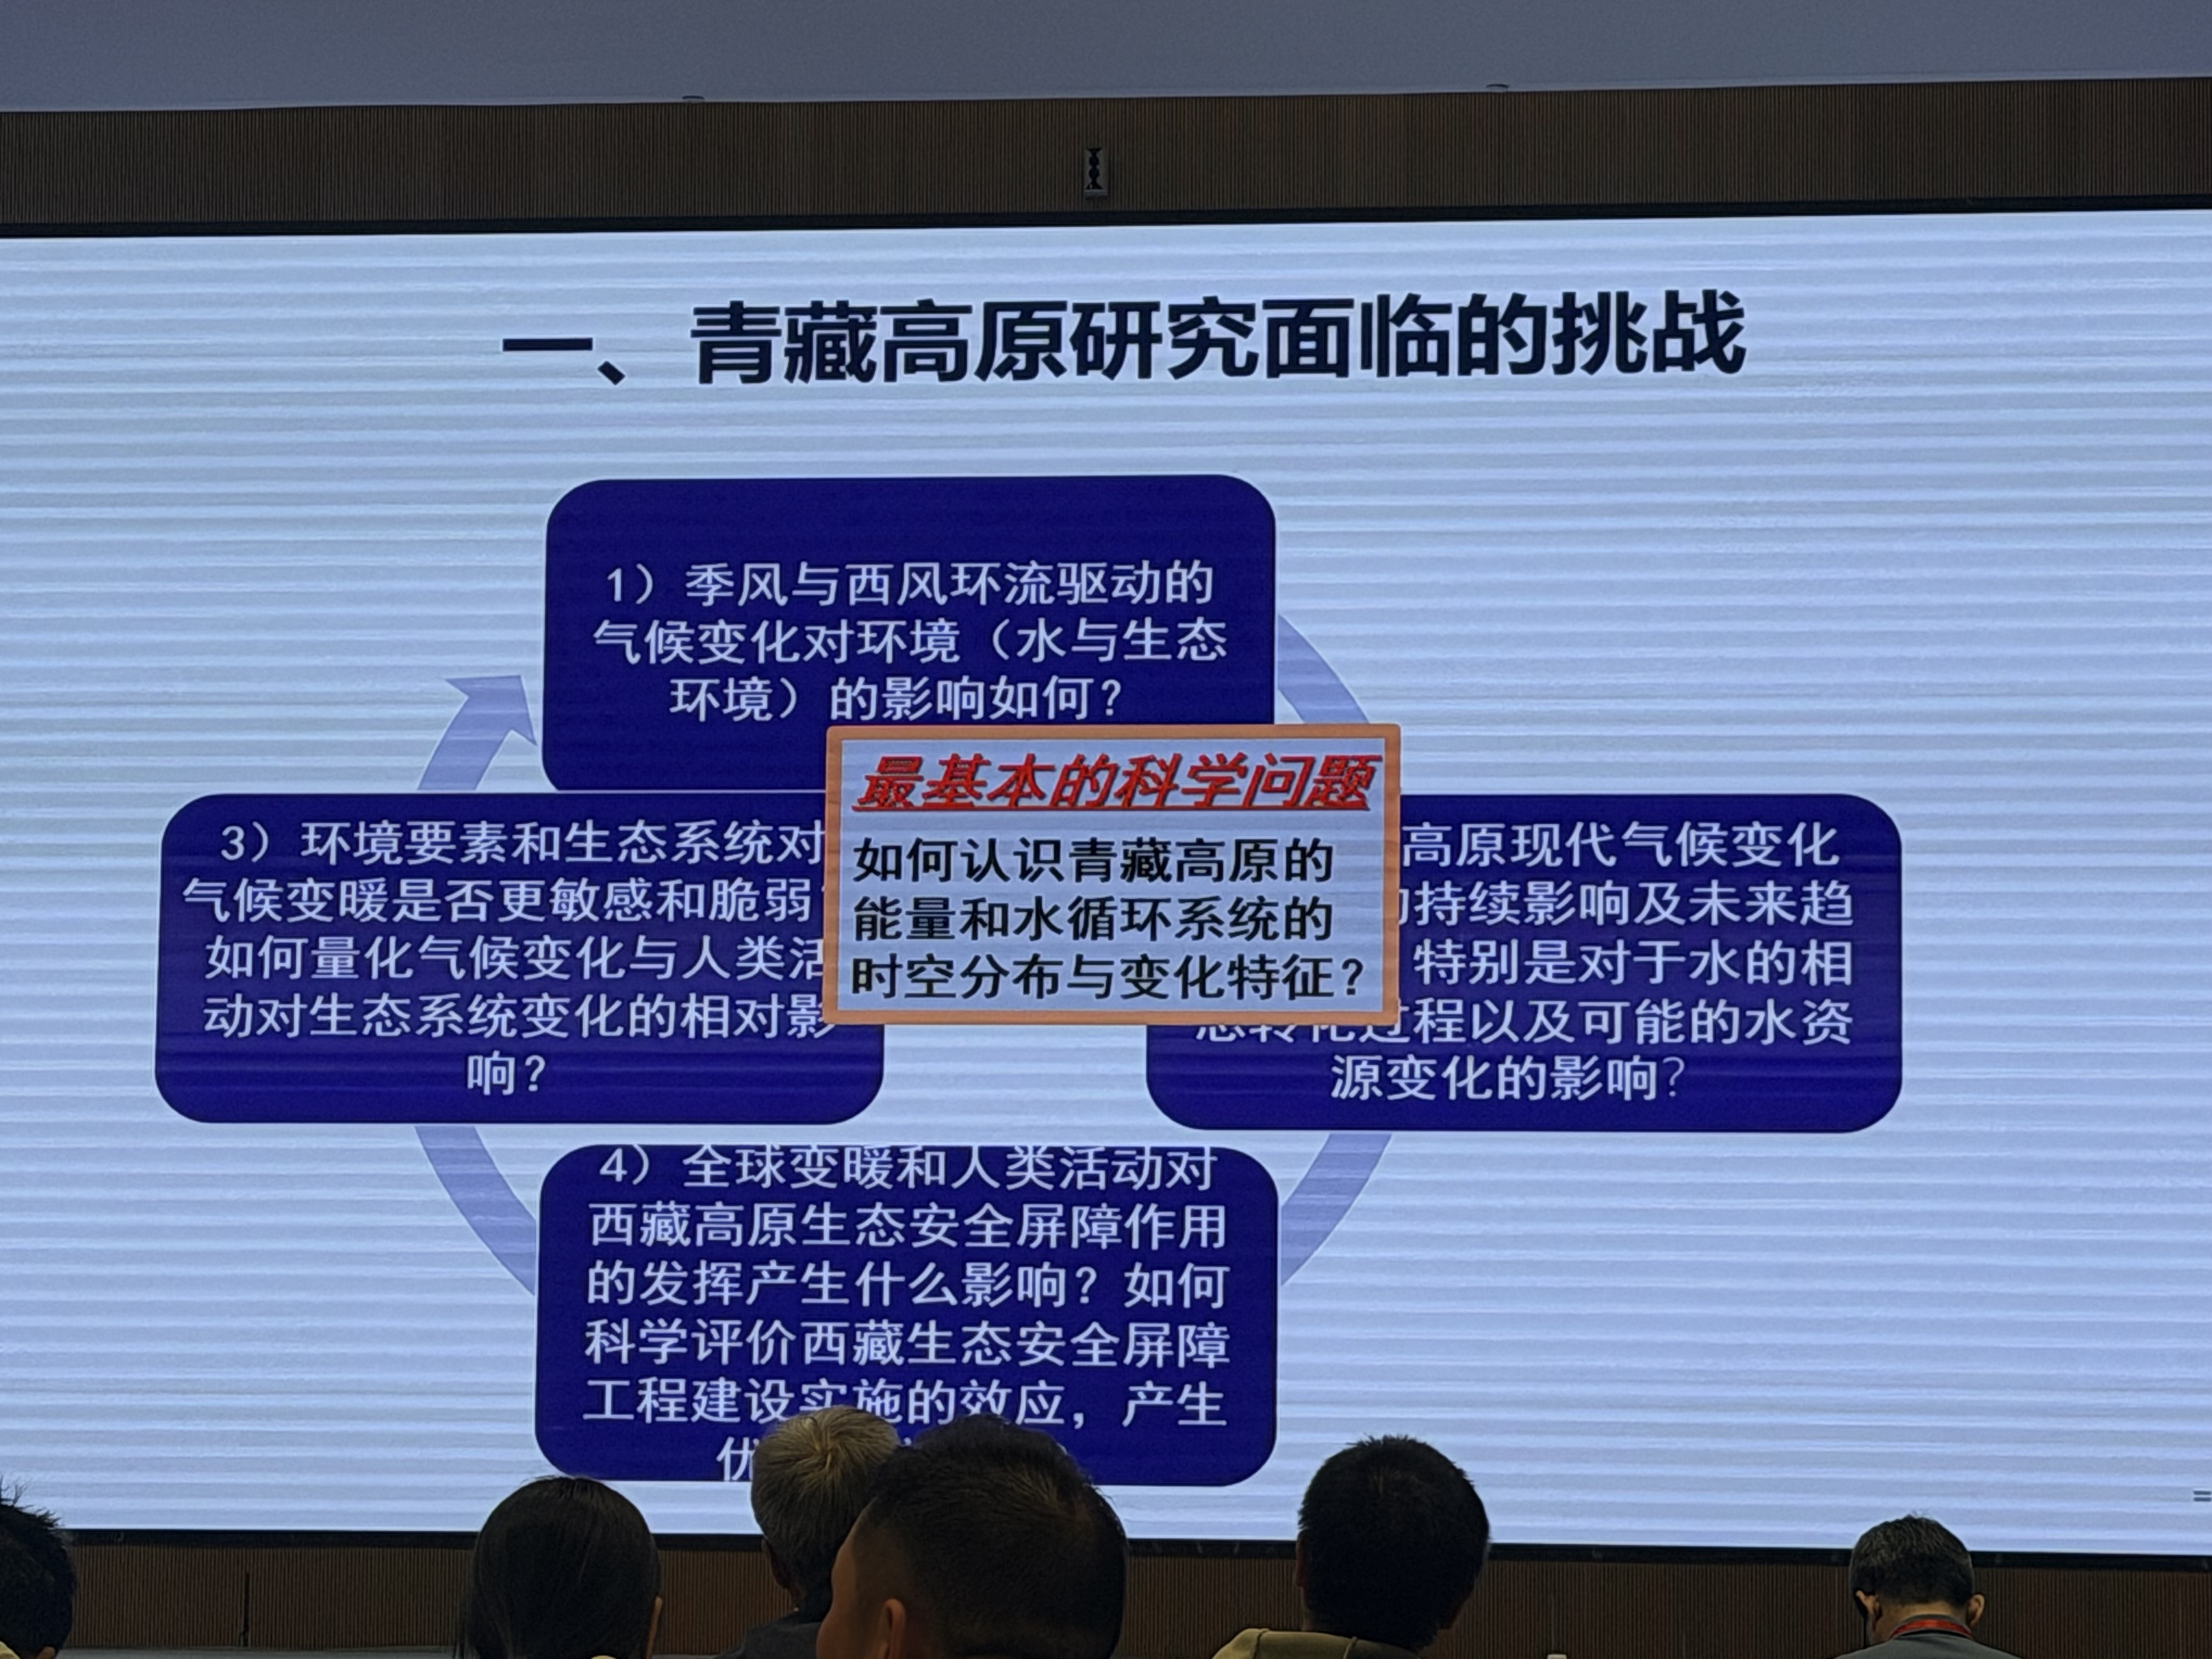 一、青藏高原研究面临的挑战
1）季风与西风环流驱动的
气候变化对环境（水与生态
环境）的影响如何？
最基本的科学问题
如何认识青藏高原的
能量和水循环系统的
时空分布与变化特征？
高原现代气候变化
持续影响及未来趋
特别是对于水的相
态转化过程以及可能的水资
源变化的影响？
3）环境要素和生态系统对
气候变暖是否更敏感和脆弱？
如何量化气候变化与人类活
动对生态系统变化的相对影
响？
4）全球变暖和人类活动对
西藏高原生态安全屏障作用
的发挥产生什么影响？如何
科学评价西藏生态安全屏障
工程建设实施的效应，产生
优